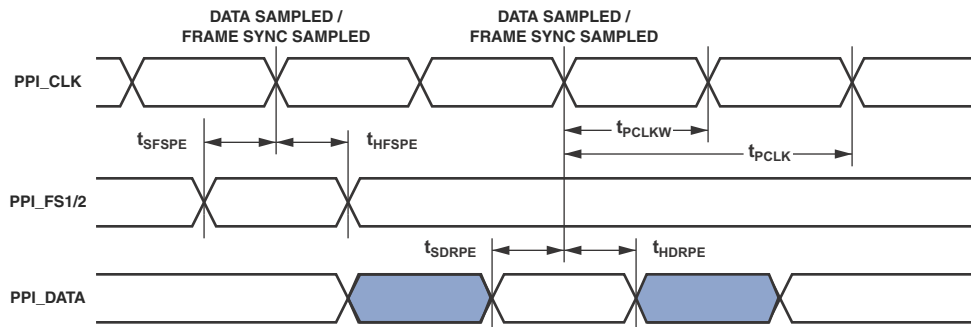 DATA SAMPLED /
FRAME SYNC SAMPLED
DATA SAMPLED /
FRAME SYNC SAMPLED
PPI_CLK
tSFSPE
tHFSPE
tPCLKW
tPCLK
PPI_FS1/2
tSDRPE
tHDRPE
PPI_DATA